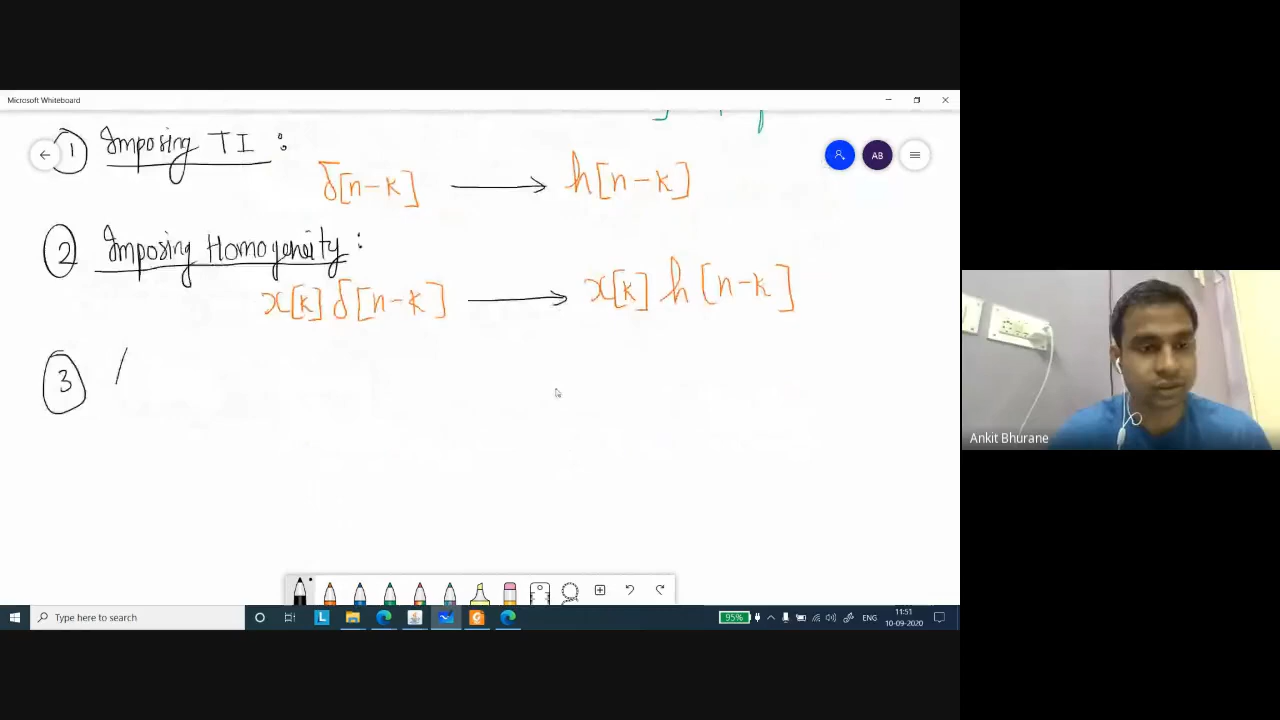 Microsoft Whiteboard
① Imposing TI :
AB
δ[n-k] ⟶ h[n-k]
② Imposing Homogeneity :
x[k] δ[n-k] ⟶ x[k] h[n-k]
③
Ankit Bhurane
Type here to search
L
95%
ENG
11:51
10-09-2020